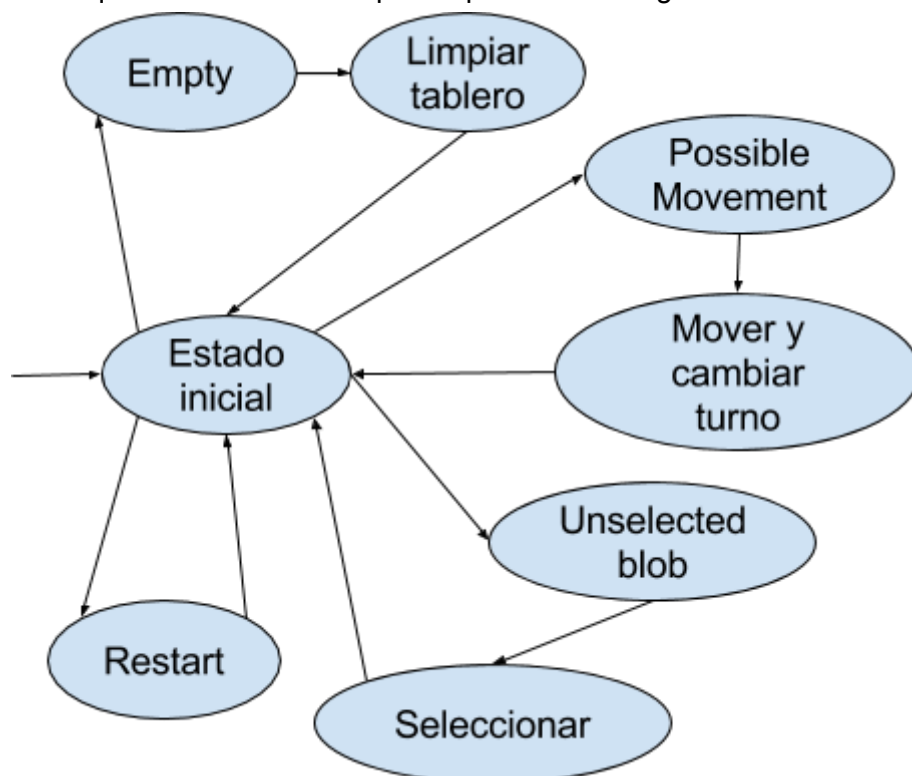 Empty
Limpiar
tablero
Possible
Movement
Estado
inicial
Mover y
cambiar
turno
Unselected
blob
Restart
Seleccionar